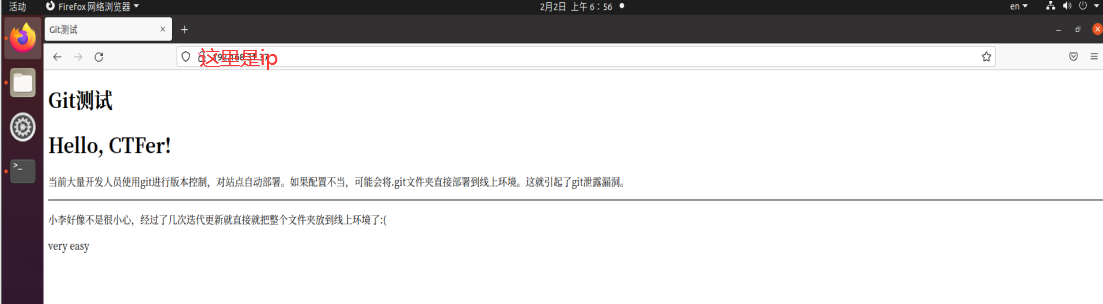 活动 Firefox 网络浏览器 2月2日 上午 6：56 en
Git测试
这里是ip
Git测试
Hello, CTFer!
当前大量开发人员使用git进行版本控制，对站点自动部署。如果配置不当，可能会将.git文件夹直接部署到线上环境。这就引起了git泄露漏洞。
小李好像不是很小心，经过了几次迭代更新就直接就把整个文件夹放到线上环境了:(
very easy